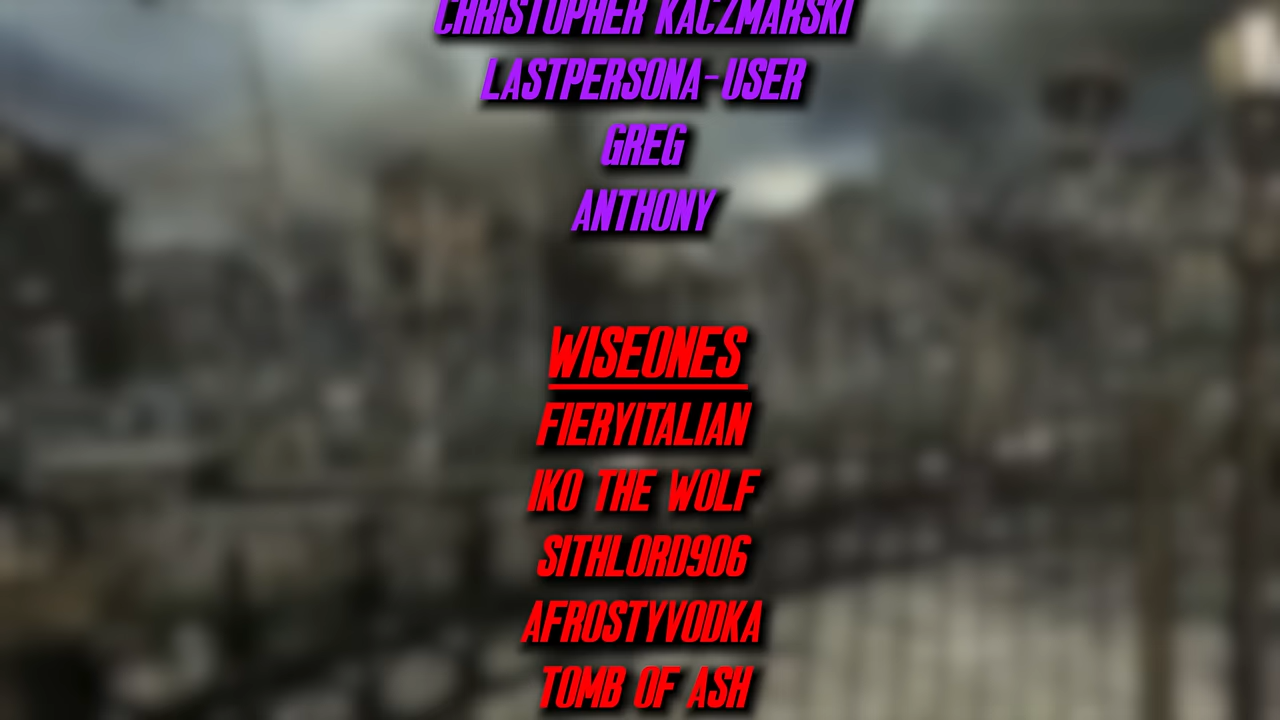 CHRISTOPHER KACZMARSKI
LASTPERSONA-USER
GREG
ANTHONY
WISEONES
FIERYITALIAN
IKO THE WOLF
SITHLORD906
AFROSTYVODKA
TOMB OF ASH